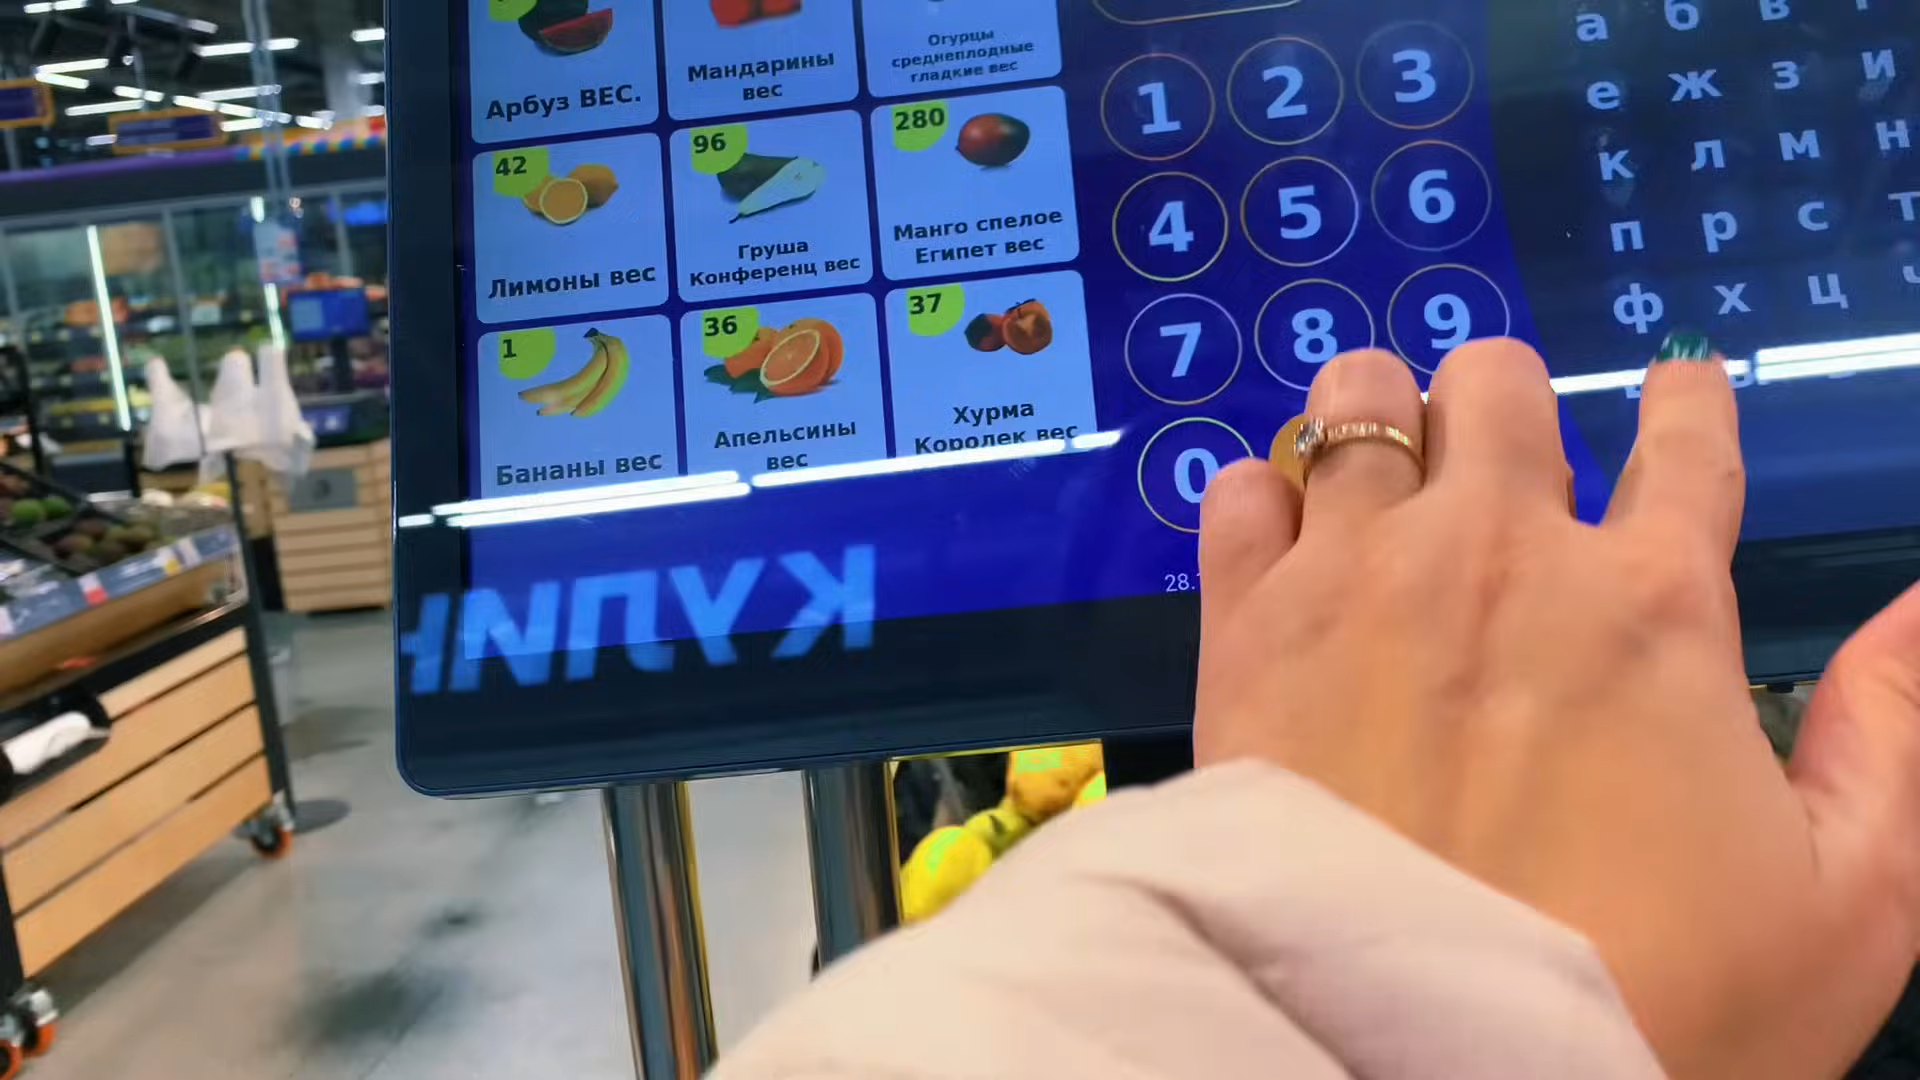 Арбуз ВЕС.
Мандарины
вес
Огурцы
среднеплодные
гладкие вес
42
Лимоны вес
96
Груша
Конференц вес
280
Манго спелое
Египет вес
1
Бананы вес
36
Апельсины
вес
37
Хурма
Королек вес
1 2 3
4 5 6
7 8 9
0
а б в г
е ж з и
к л м н
п р с т
ф х ц ч
28.
КУЛИН